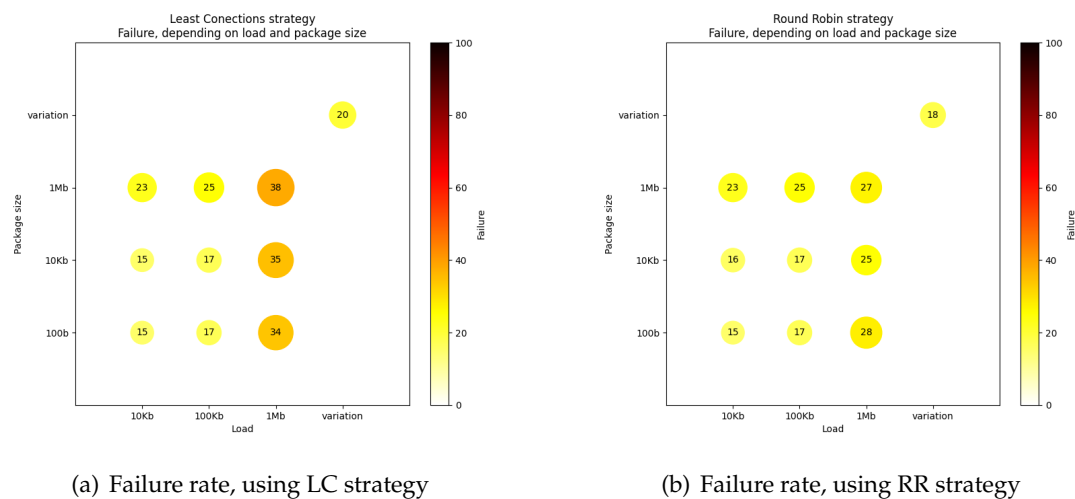 Least Conections strategy
Failure, depending on load and package size
variation
1Mb
10Kb
100b
Package size
20
23 25 38
15 17 35
15 17 34
10Kb 100Kb 1Mb variation
Load
100
80
60
40
20
0
Failure
(a) Failure rate, using LC strategy
Round Robin strategy
Failure, depending on load and package size
variation
1Mb
10Kb
100b
Package size
18
23 25 27
16 17 25
15 17 28
10Kb 100Kb 1Mb variation
Load
100
80
60
40
20
0
Failure
(b) Failure rate, using RR strategy